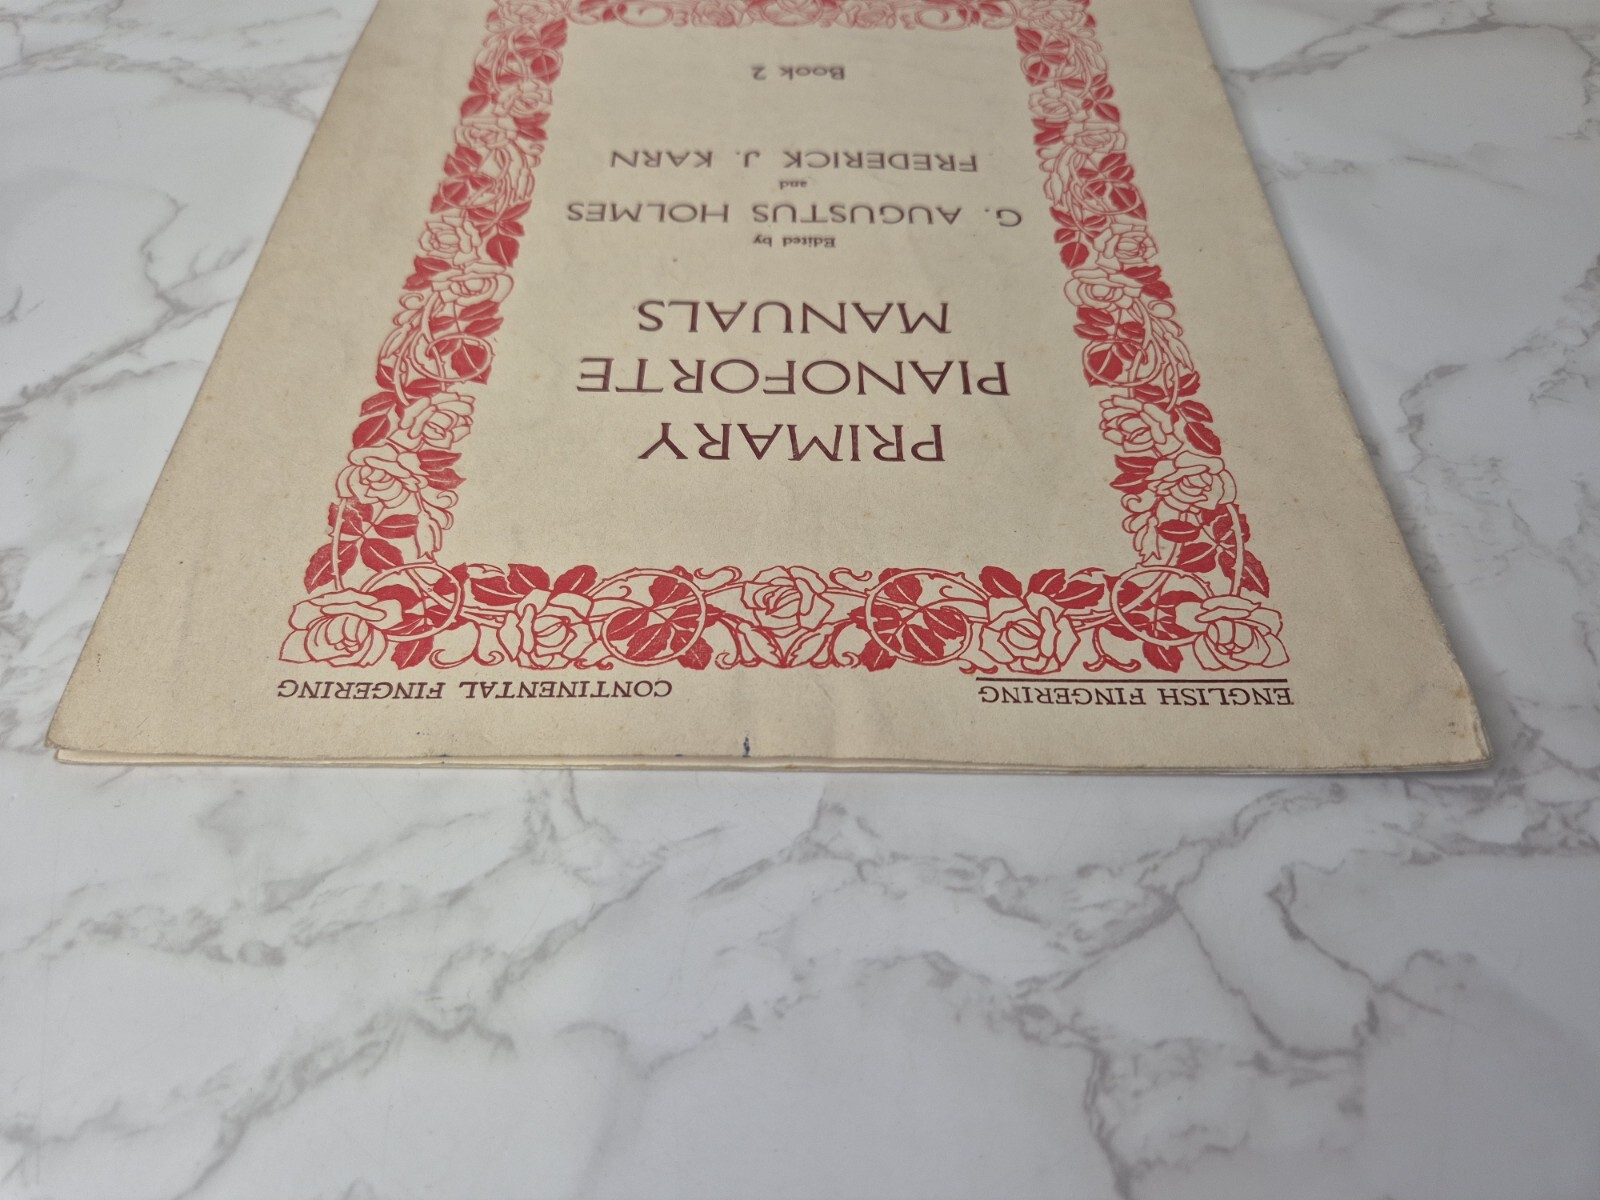 ENGLISH FINGERING CONTINENTAL FINGERING
PRIMARY
PIANOFORTE
MANUALS
Edited by
G. AUGUSTUS HOLMES
and
FREDERICK J. KARN
Book 2